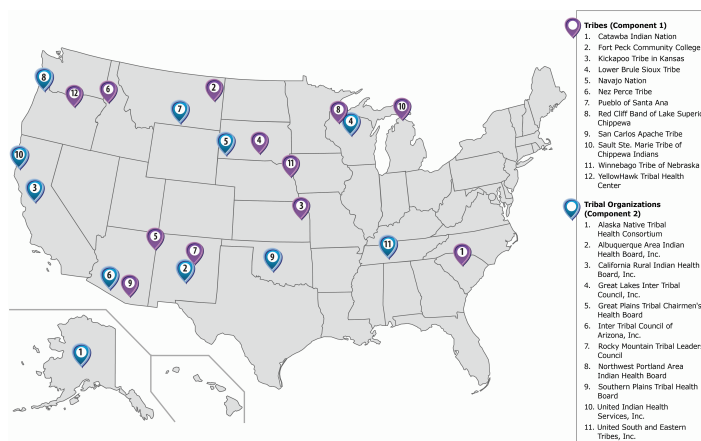 Tribes (Component 1)
1. Catawba Indian Nation
2. Fort Peck Community College
3. Kickapoo Tribe in Kansas
4. Lower Brule Sioux Tribe
5. Navajo Nation
6. Nez Perce Tribe
7. Pueblo of Santa Ana
8. Red Cliff Band of Lake Superio
Chippewa
9. San Carlos Apache Tribe
10. Sault Ste. Marie Tribe of
Chippewa Indians
11. Winnebago Tribe of Nebraska
12. YellowHawk Tribal Health
Center
Tribal Organizations
(Component 2)
1. Alaska Native Tribal
Health Consortium
2. Albuquerque Area Indian
Health Board, Inc.
3. California Rural Indian Health
Board, Inc.
4. Great Lakes Inter Tribal
Council, Inc.
5. Great Plains Tribal Chairmen's
Health Board
6. Inter Tribal Council of
Arizona, Inc.
7. Rocky Mountain Tribal Leaders
Council
8. Northwest Portland Area
Indian Health Board
9. Southern Plains Tribal Health
Board
10. United Indian Health
Services, Inc.
11. United South and Eastern
Tribes, Inc.
8
12
6
7
2
5
4
8
4
10
11
10
3
3
5
7
6
9
2
9
11
1
1